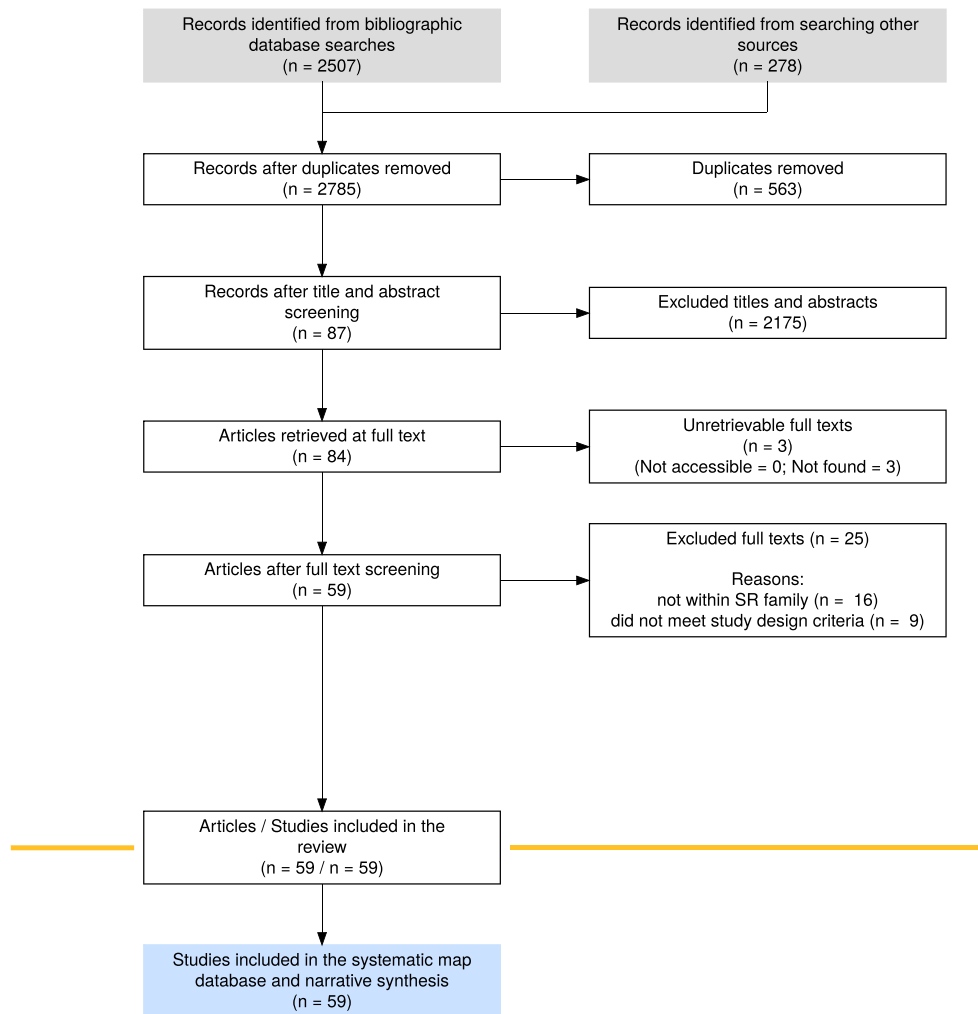 Records identified from bibliographic
database searches
(n = 2507)
Records identified from searching other
sources
(n = 278)
Records after duplicates removed
(n = 2785)
Duplicates removed
(n = 563)
Records after title and abstract
screening
(n = 87)
Excluded titles and abstracts
(n = 2175)
Articles retrieved at full text
(n = 84)
Unretrievable full texts
(n = 3)
(Not accessible = 0; Not found = 3)
Articles after full text screening
(n = 59)
Excluded full texts (n = 25)
Reasons:
not within SR family (n =  16)
did not meet study design criteria (n =  9)
Articles / Studies included in the
review
(n = 59 / n = 59)
Studies included in the systematic map
database and narrative synthesis
(n = 59)